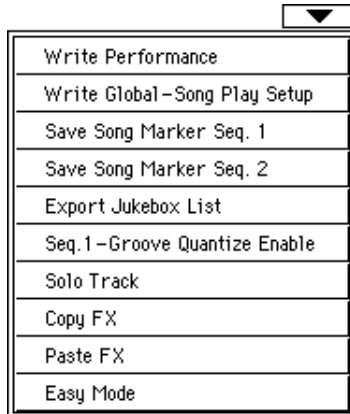 Write Performance
Write Global-Song Play Setup
Save Song Marker Seq. 1
Save Song Marker Seq. 2
Export Jukebox List
Seq.1-Groove Quantize Enable
Solo Track
Copy FX
Paste FX
Easy Mode